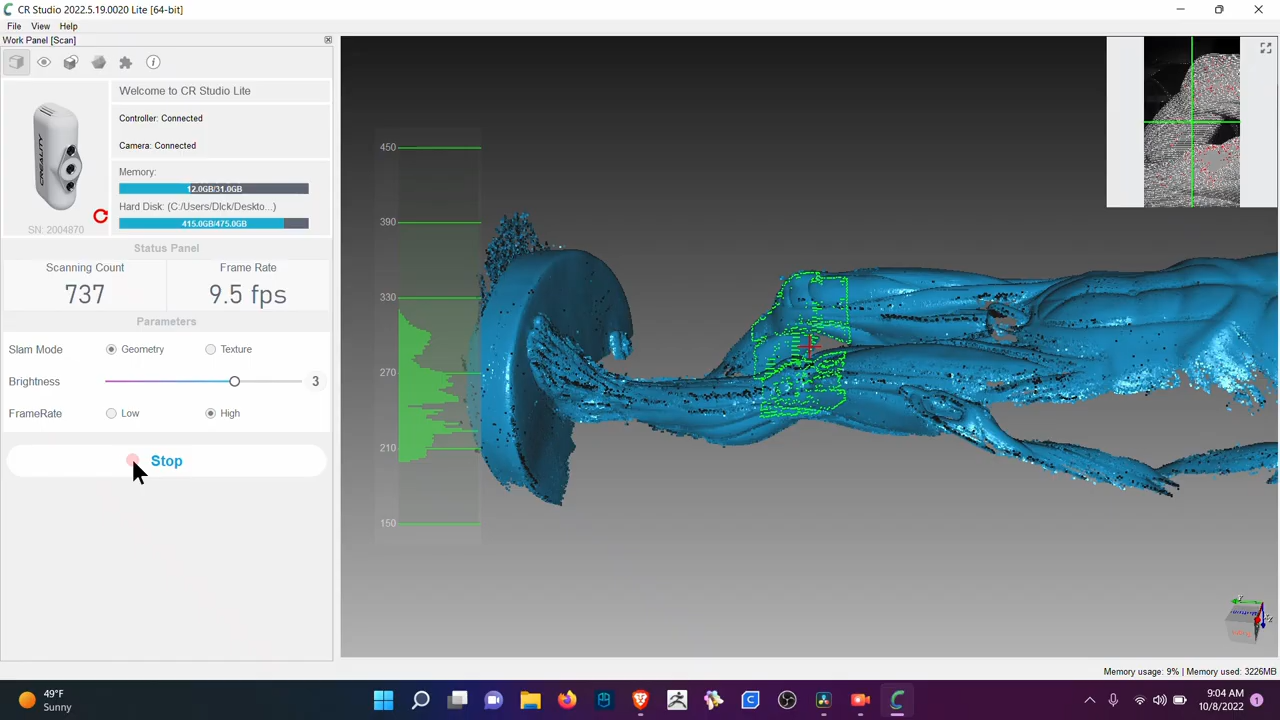 CR Studio 2022.5.19.0020 Lite [64-bit]
File View Help
Work Panel [Scan]
Welcome to CR Studio Lite
Controller: Connected
Camera: Connected
Memory:
12.0GB/31.0GB
Hard Disk: (C:/Users/Dlck/Deskto...)
415.0GB/475.0GB
CREALITY
SN: 2004870
Status Panel
Scanning Count
Frame Rate
737
9.5 fps
Parameters
Slam Mode Geometry Texture
Brightness 3
FrameRate Low High
Stop
450
390
330
270
210
150
Memory usage: 9% | Memory used: 3226MB
49°F
Sunny
9:04 AM
10/8/2022
1